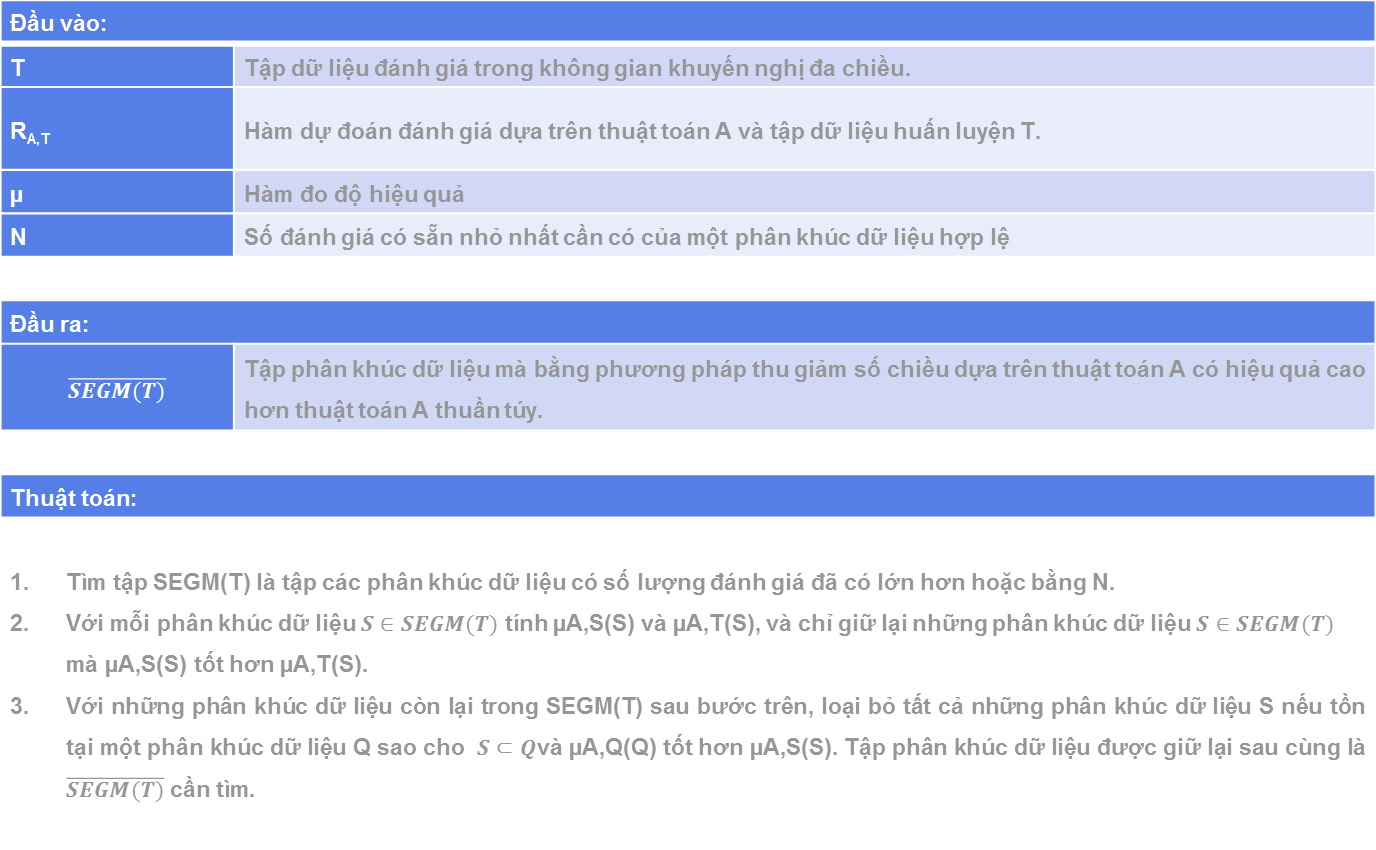 Đầu vào:
T Tập dữ liệu đánh giá trong không gian khuyến nghị đa chiều.
R_A,T Hàm dự đoán đánh giá dựa trên thuật toán A và tập dữ liệu huấn luyện T.
µ Hàm đo độ hiệu quả
N Số đánh giá có sẵn nhỏ nhất cần có của một phân khúc dữ liệu hợp lệ
Đầu ra:
Tập phân khúc dữ liệu mà bằng phương pháp thu giảm số chiều dựa trên thuật toán A có hiệu quả cao
S̅E̅G̅M̅(̅T̅)̅
hơn thuật toán A thuần túy.
Thuật toán:
1. Tìm tập SEGM(T) là tập các phân khúc dữ liệu có số lượng đánh giá đã có lớn hơn hoặc bằng N.
2. Với mỗi phân khúc dữ liệu S ∈ SEGM(T) tính µA,S(S) và µA,T(S), và chỉ giữ lại những phân khúc dữ liệu S ∈ SEGM(T)
mà µA,S(S) tốt hơn µA,T(S).
3. Với những phân khúc dữ liệu còn lại trong SEGM(T) sau bước trên, loại bỏ tất cả những phân khúc dữ liệu S nếu tồn
tại một phân khúc dữ liệu Q sao cho S ⊂ Q và µA,Q(Q) tốt hơn µA,S(S). Tập phân khúc dữ liệu được giữ lại sau cùng là
S̅E̅G̅M̅(̅T̅)̅ cần tìm.